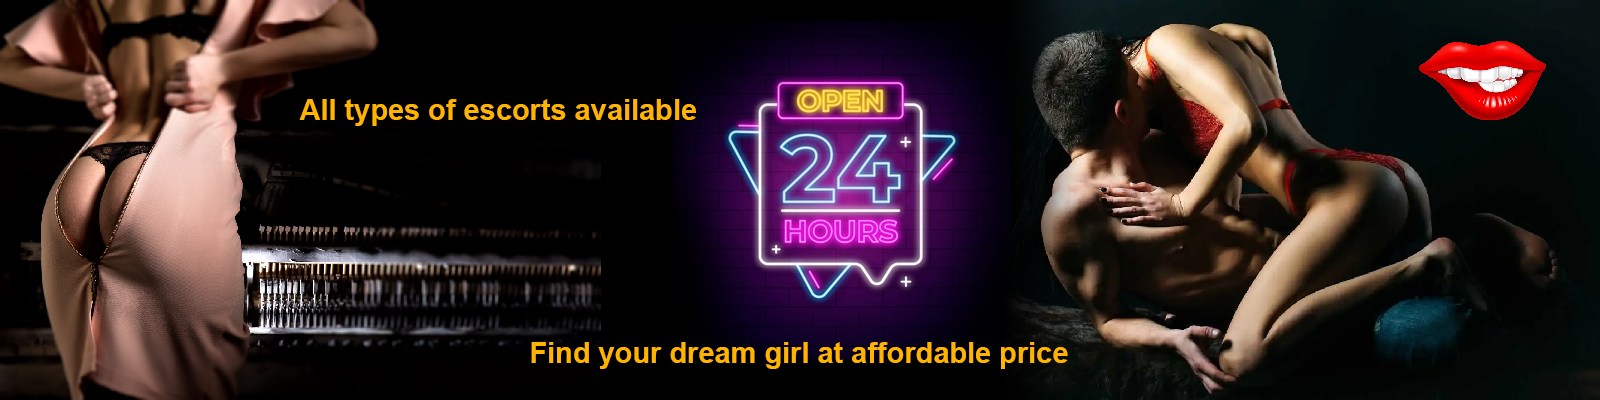 All types of escorts available
OPEN
24
HOURS
Find your dream girl at affordable price